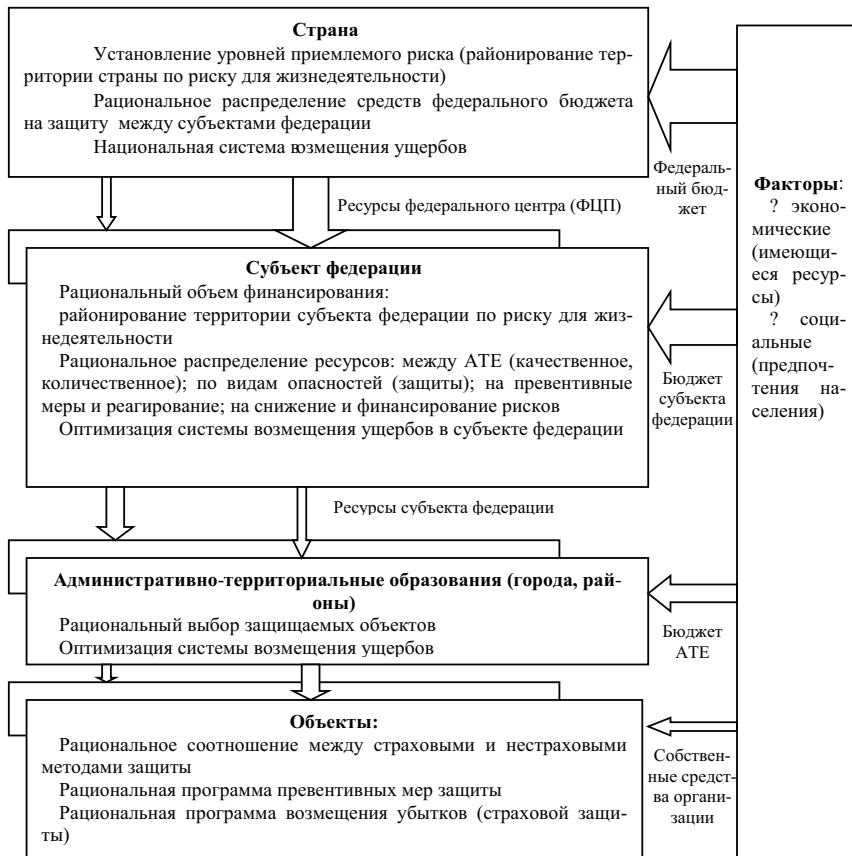 Страна
Установление уровней приемлемого риска (районирование тер-
ритории страны по риску для жизнедеятельности)
Рациональное распределение средств федерального бюджета
на защиту между субъектами федерации
Национальная система возмещения ущербов
Федераль-
ный бюд-
жет
Ресурсы федерального центра (ФЦП)
Субъект федерации
Рациональный объем финансирования:
районирование территории субъекта федерации по риску для жиз-
недеятельности
Рациональное распределение ресурсов: между АТЕ (качественное,
количественное); по видам опасностей (защиты); на превентивные
меры и реагирование; на снижение и финансирование рисков
Оптимизация системы возмещения ущербов в субъекте федерации
Бюджет
субъекта
федерации
Ресурсы субъекта федерации
Административно-территориальные образования (города, рай-
оны)
Рациональный выбор защищаемых объектов
Оптимизация системы возмещения ущербов
Бюджет
АТЕ
Объекты:
Рациональное соотношение между страховыми и нестраховыми
методами защиты
Рациональная программа превентивных мер защиты
Рациональная программа возмещения убытков (страховой защи-
ты)
Собствен-
ные средст-
ва органи-
зации
Факторы:
? эконо-
мические
(имеющи-
еся ресур-
сы)
? соци-
альные
(предпоч-
тения на-
селения)